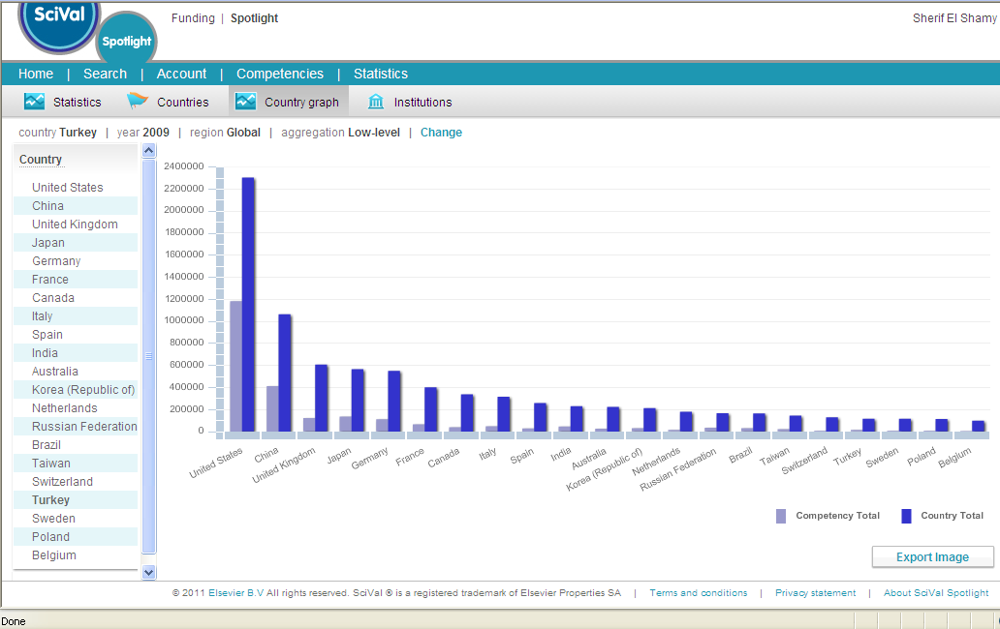 SciVal
Spotlight
Funding | Spotlight
Sherif El Shamy
Home | Search | Account | Competencies | Statistics
Statistics Countries Country graph Institutions
country Turkey | year 2009 | region Global | aggregation Low-level | Change
Country
United States
China
United Kingdom
Japan
Germany
France
Canada
Italy
Spain
India
Australia
Korea (Republic of)
Netherlands
Russian Federation
Brazil
Taiwan
Switzerland
Turkey
Sweden
Poland
Belgium
2400000
2200000
2000000
1800000
1600000
1400000
1200000
1000000
800000
600000
400000
200000
0
United States
China
United Kingdom
Japan
Germany
France
Canada
Italy
Spain
India
Australia
Korea (Republic of)
Netherlands
Russian Federation
Brazil
Taiwan
Switzerland
Turkey
Sweden
Poland
Belgium
Competency Total Country Total
Export Image
© 2011 Elsevier B.V All rights reserved. SciVal ® is a registered trademark of Elsevier Properties SA | Terms and conditions | Privacy statement | About SciVal Spotlight
Done